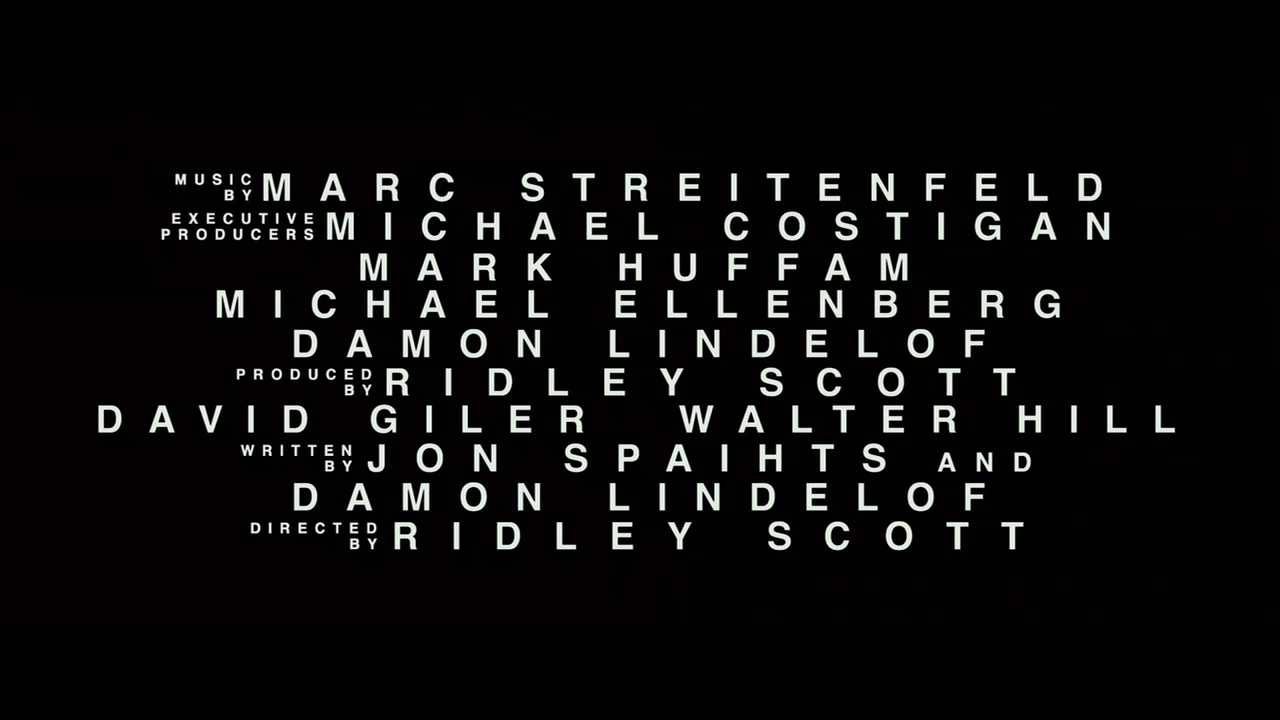 MUSIC BY MARC STREITENFELD
EXECUTIVE PRODUCERS MICHAEL COSTIGAN
MARK HUFFAM
MICHAEL ELLENBERG
DAMON LINDELOF
PRODUCED BY RIDLEY SCOTT
DAVID GILER WALTER HILL
WRITTEN BY JON SPAIHTS AND
DAMON LINDELOF
DIRECTED BY RIDLEY SCOTT